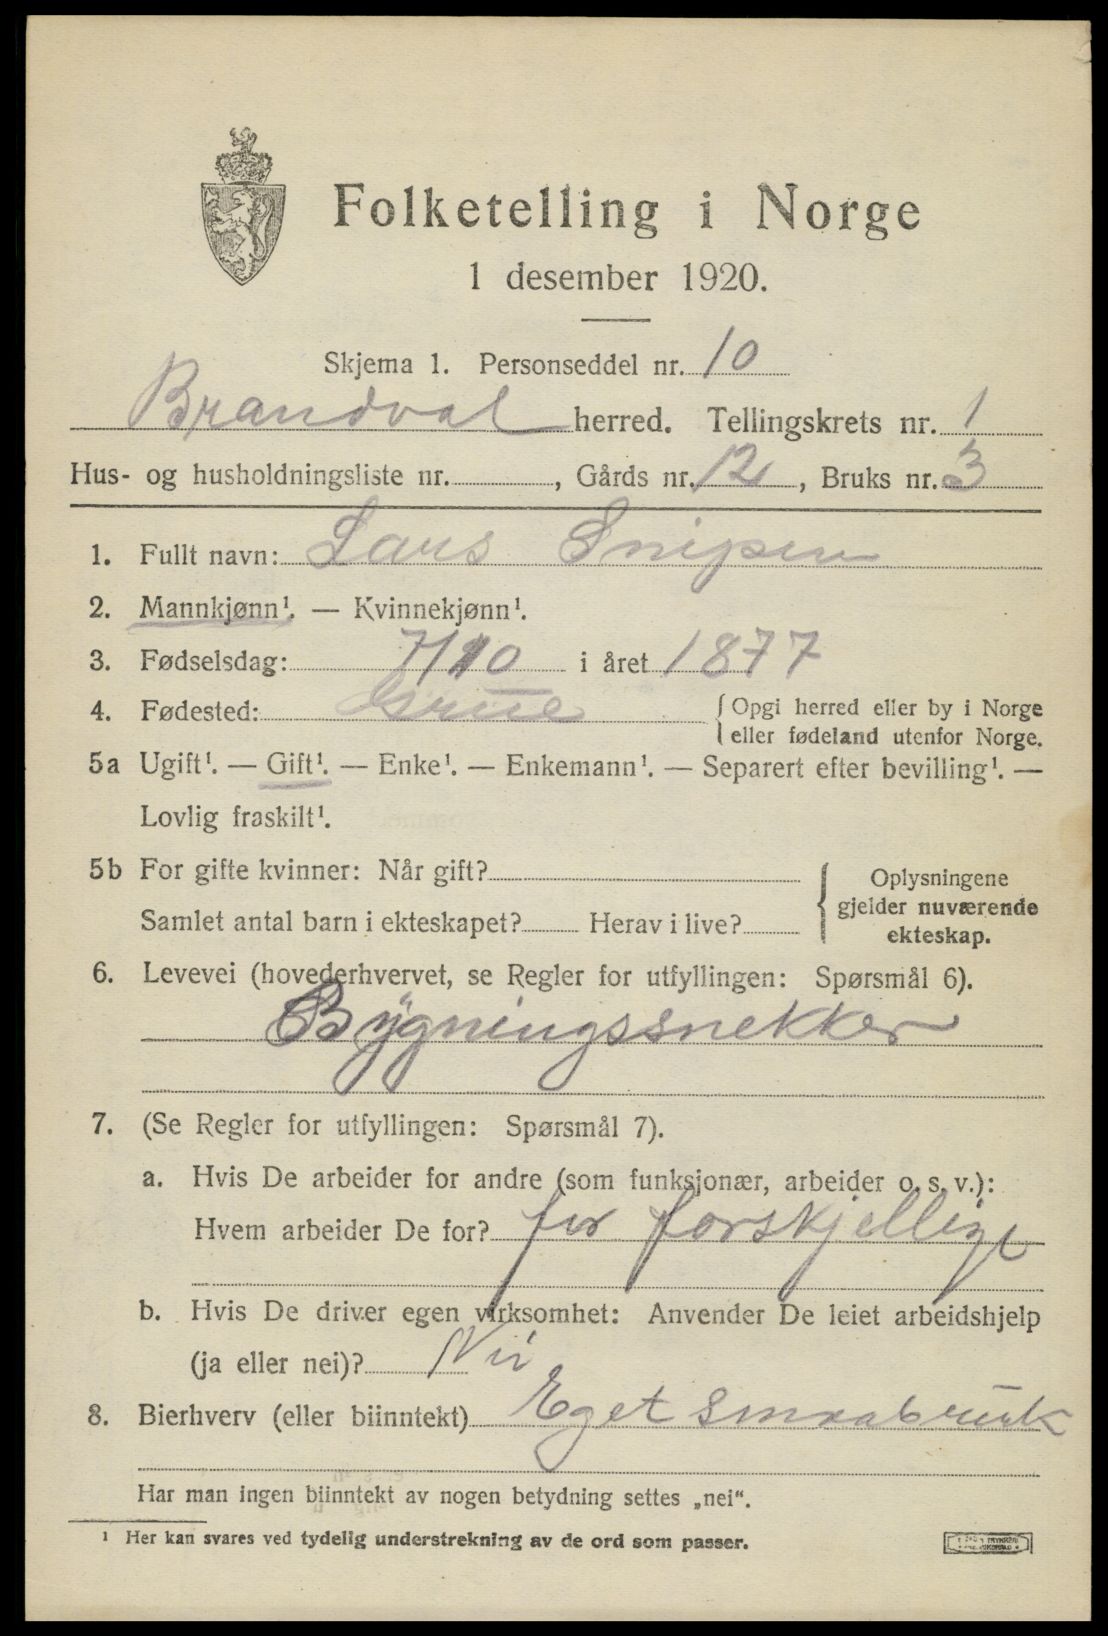 Folketelling i Norge
1 desember 1920.
Skjema 1. Personseddel nr. 10
Brandval herred. Tellingskrets nr. 1
Hus- og husholdningsliste nr. , Gårds nr. 12, Bruks nr. 3
1. Fullt navn: Lars Snipen
2. Mannkjønn¹. — Kvinnekjønn¹.
3. Fødselsdag: 7/10 i året 1877
4. Fødested: Grue { Opgi herred eller by i Norge
eller fødeland utenfor Norge.
5a Ugift¹. — Gift¹. — Enke¹. — Enkemann¹. — Separert efter bevilling¹. —
Lovlig fraskilt¹.
5b For gifte kvinner: Når gift?
Samlet antal barn i ekteskapet? Herav i live?
{ Oplysningene
gjelder nuværende
ekteskap.
6. Levevei (hovederhvervet, se Regler for utfyllingen: Spørsmål 6).
Bygningssnekker
7. (Se Regler for utfyllingen: Spørsmål 7).
a. Hvis De arbeider for andre (som funksjonær, arbeider o. s. v.):
Hvem arbeider De for? for forskjellige
b. Hvis De driver egen virksomhet: Anvender De leiet arbeidshjelp
(ja eller nei)? Nei
8. Bierhverv (eller biinntekt) Eget smaabruk
Har man ingen biinntekt av nogen betydning settes „nei“.
¹ Her kan svares ved tydelig understrekning av de ord som passer.